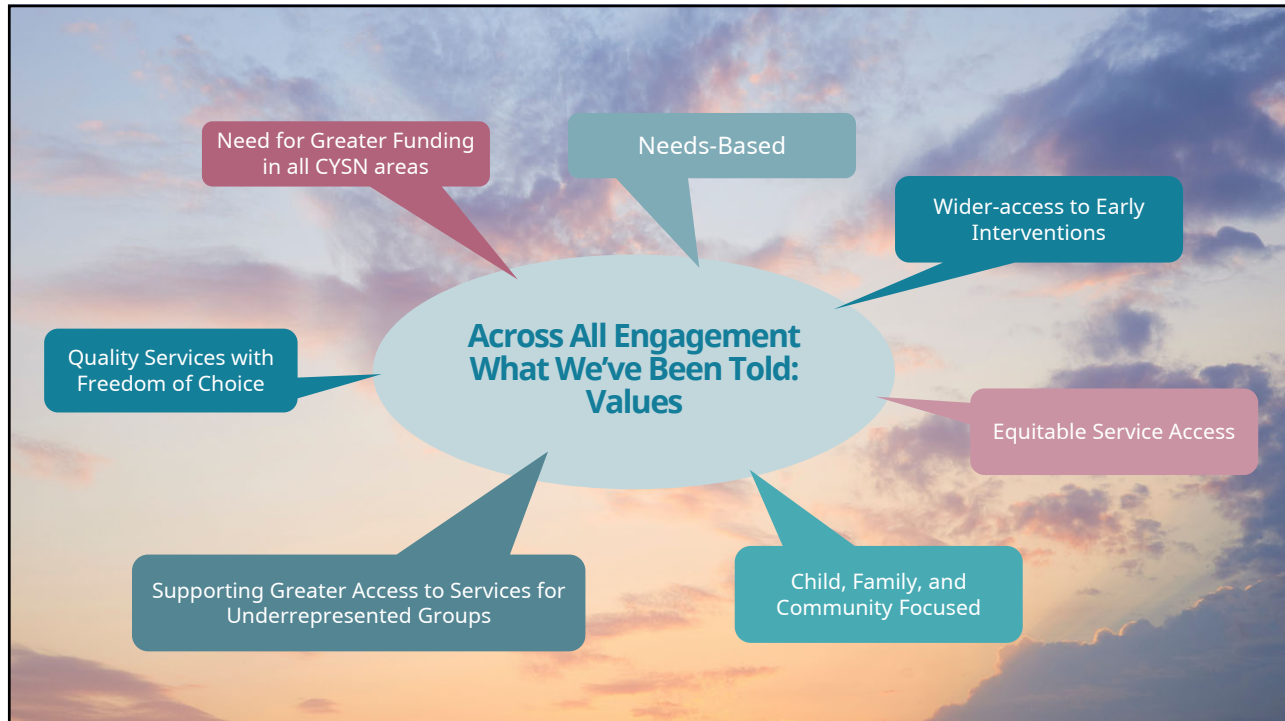 Need for Greater Funding
in all CYSN areas
Needs-Based
Wider-access to Early
Interventions
Across All Engagement
What We’ve Been Told:
Values
Quality Services with
Freedom of Choice
Equitable Service Access
Supporting Greater Access to Services for
Underrepresented Groups
Child, Family, and
Community Focused